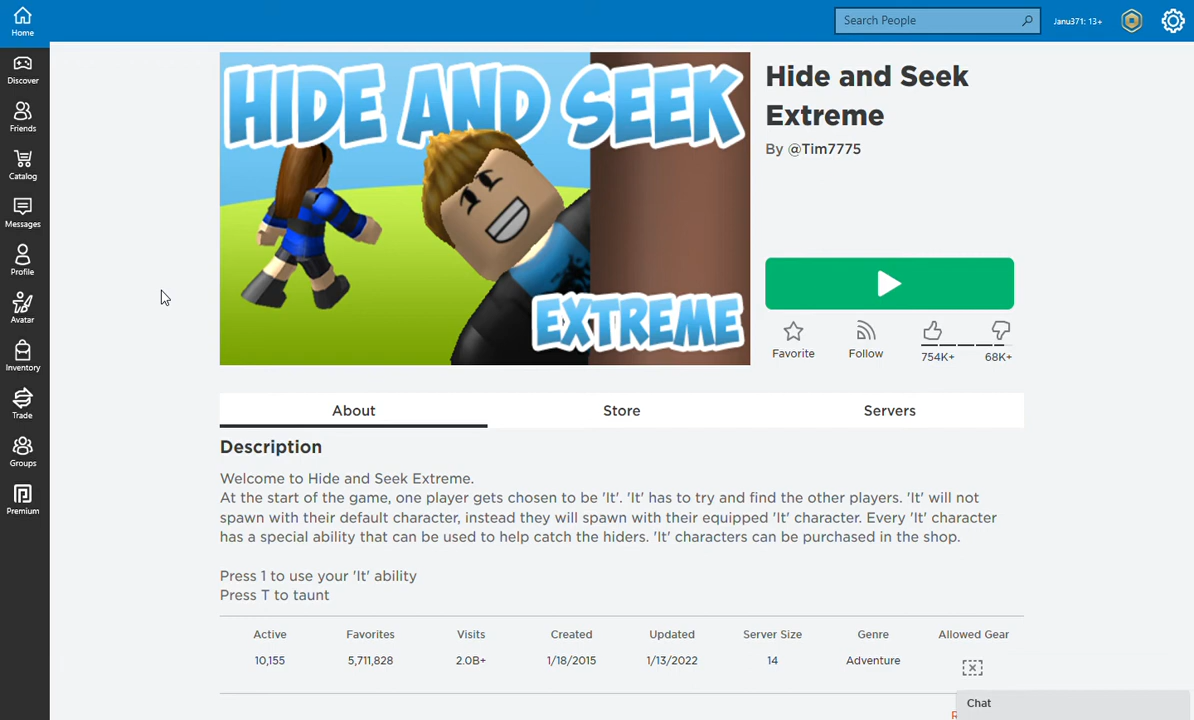 Home
Search People
Janu371: 13+
Discover
Friends
Catalog
Messages
Profile
Avatar
Inventory
Trade
Groups
Premium
HIDE AND SEEK
EXTREME
Hide and Seek
Extreme
By @Tim7775
Favorite
Follow
754K+
68K+
About
Store
Servers
Description
Welcome to Hide and Seek Extreme.
At the start of the game, one player gets chosen to be 'It'. 'It' has to try and find the other players. 'It' will not
spawn with their default character, instead they will spawn with their equipped 'It' character. Every 'It' character
has a special ability that can be used to help catch the hiders. 'It' characters can be purchased in the shop.
Press 1 to use your 'It' ability
Press T to taunt
Active
Favorites
Visits
Created
Updated
Server Size
Genre
Allowed Gear
10,155
5,711,828
2.0B+
1/18/2015
1/13/2022
14
Adventure
Chat